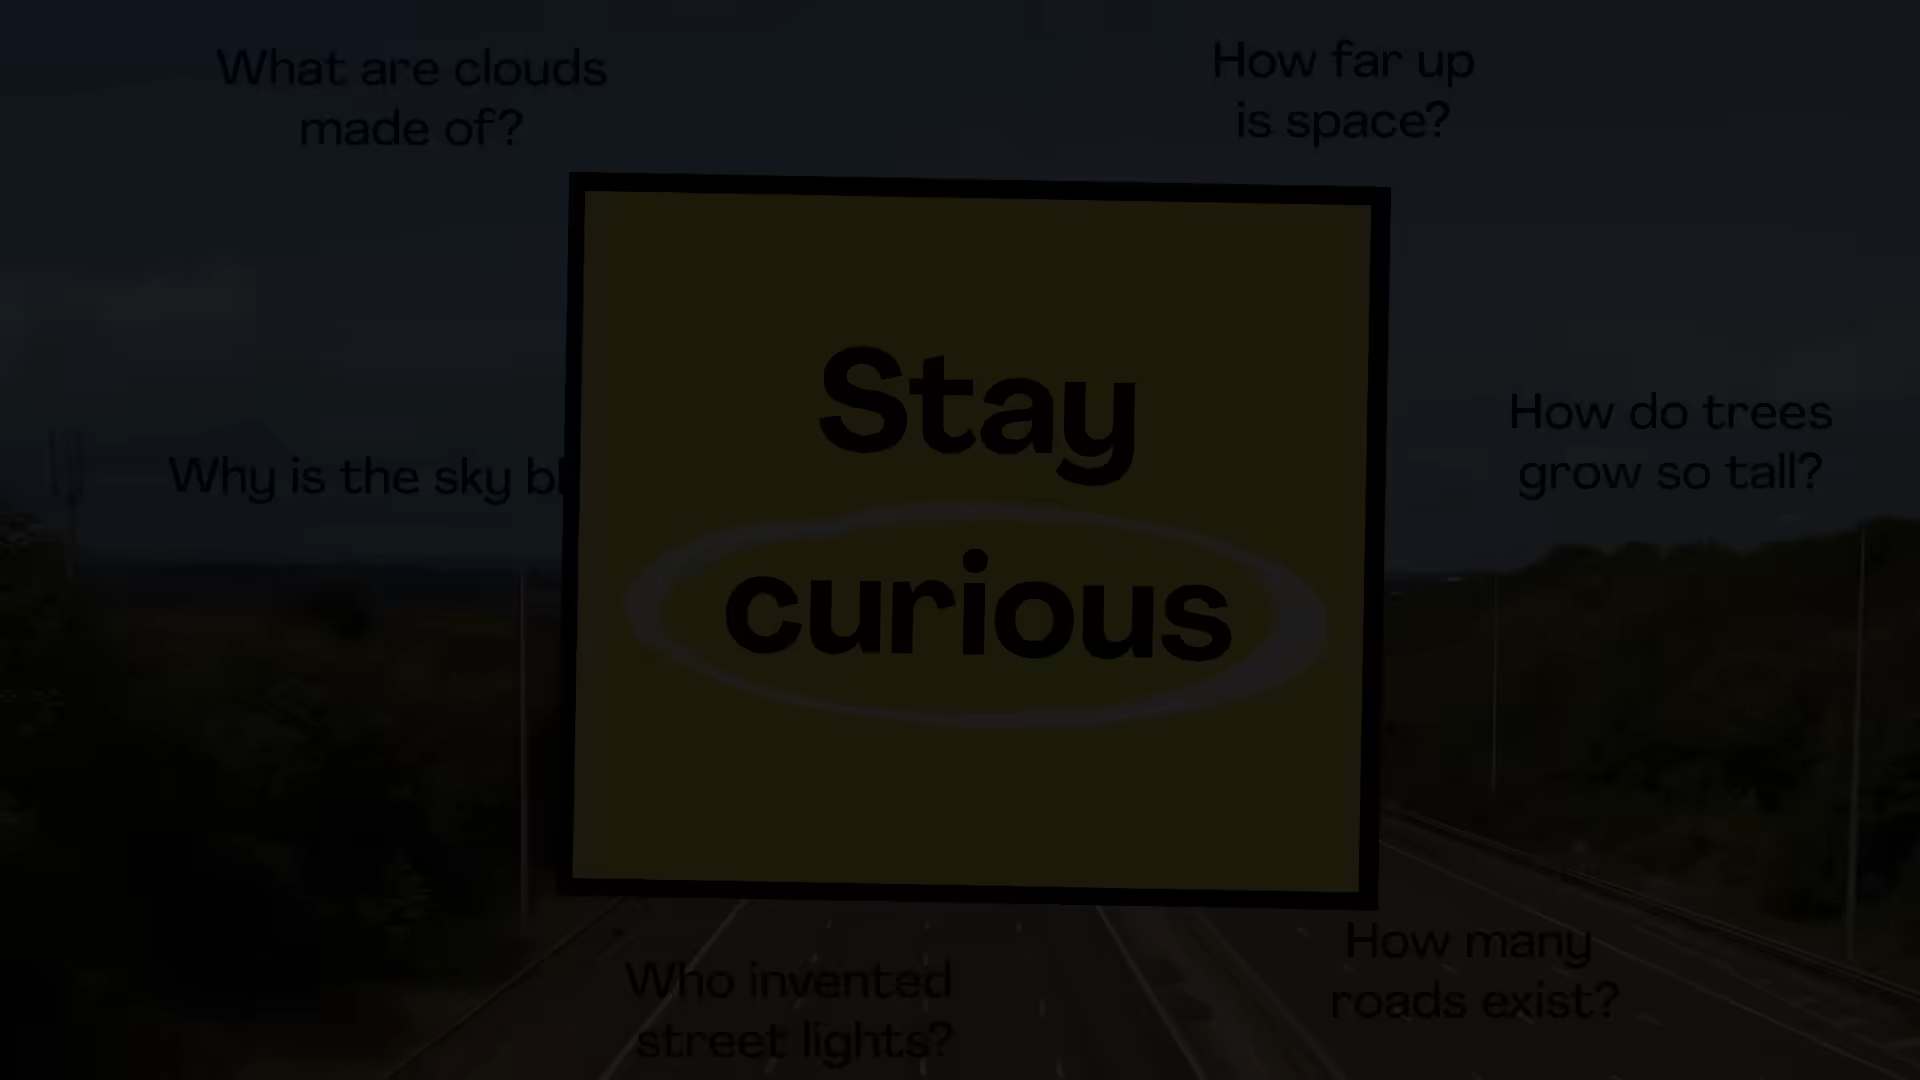 What are clouds
made of?
How far up
is space?
Stay
curious
Why is the sky
How do trees
grow so tall?
Who invented
street lights?
How many
roads exist?